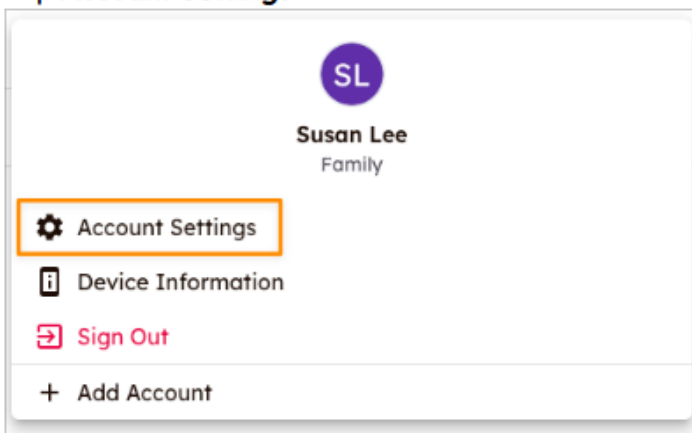 SL
Susan Lee
Family
Account Settings
Device Information
Sign Out
+ Add Account